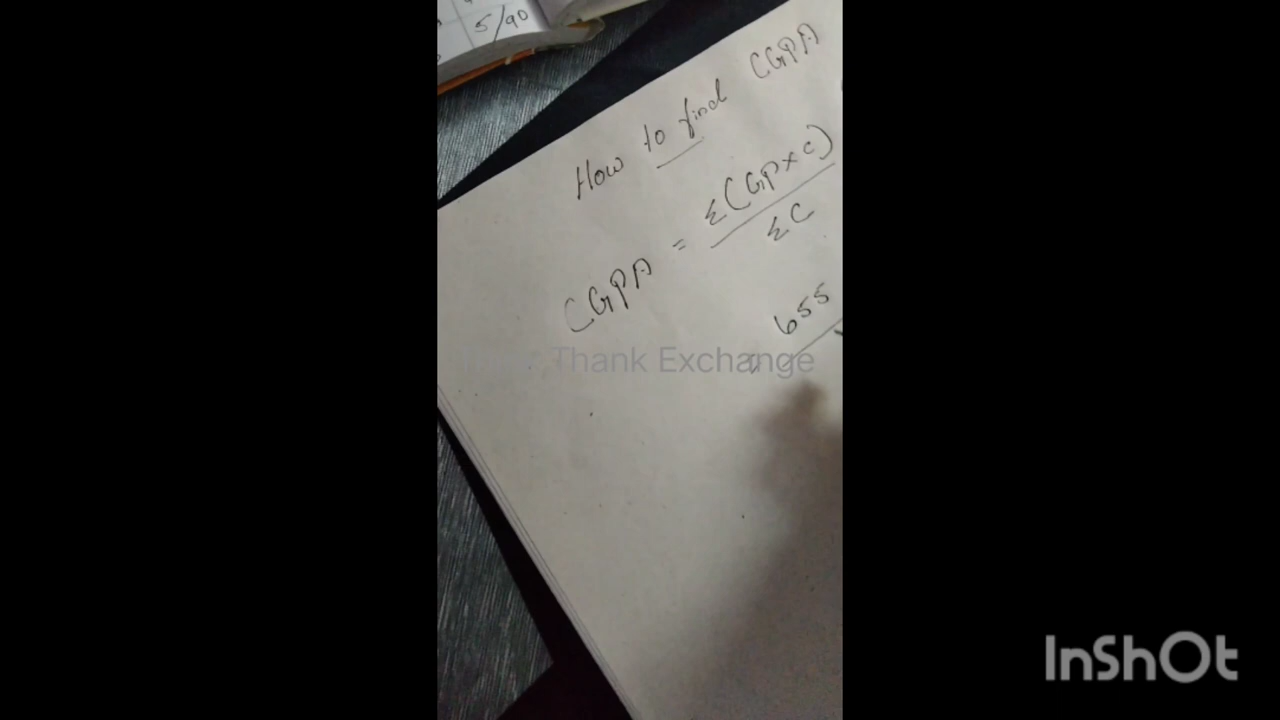 5/90
How to find CGPA
CGPA = Σ(GP×C)
ΣC
= 655
Thank Exchange
InShOt